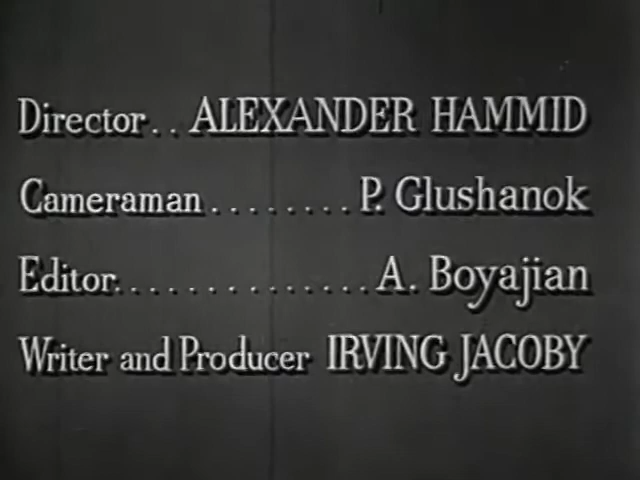 Director.. ALEXANDER HAMMID
Cameraman........ P. Glushanok
Editor.............. A. Boyajian
Writer and Producer IRVING JACOBY